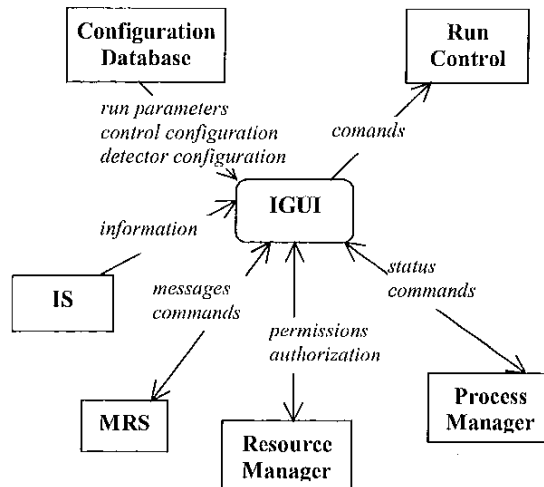 Configuration
Database
Run
Control
run parameters
control configuration
detector configuration
comands
IGUI
information
IS
messages
commands
status
commands
permissions
authorization
MRS
Resource
Manager
Process
Manager